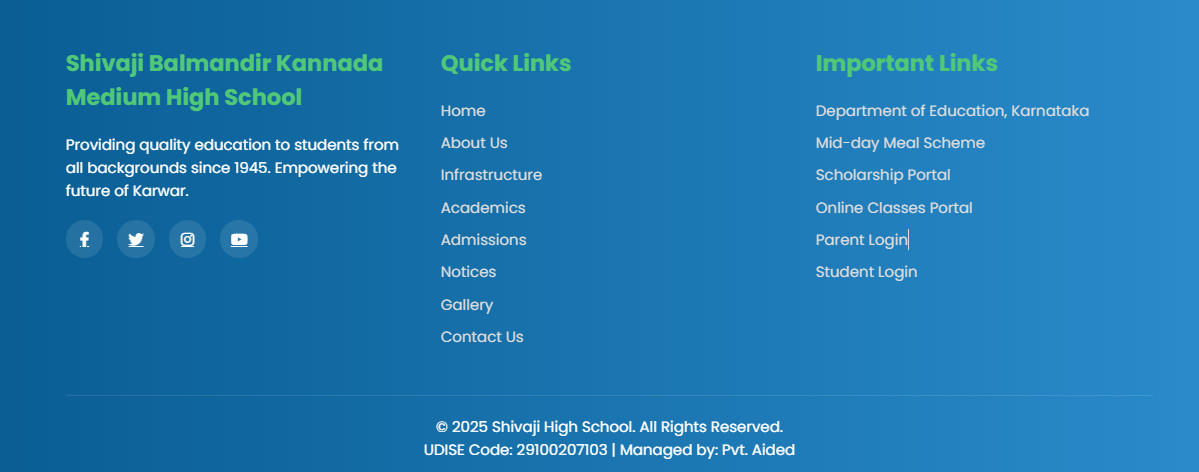 Shivaji Balmandir Kannada
Medium High School
Providing quality education to students from
all backgrounds since 1945. Empowering the
future of Karwar.
Quick Links
Home
About Us
Infrastructure
Academics
Admissions
Notices
Gallery
Contact Us
Important Links
Department of Education, Karnataka
Mid-day Meal Scheme
Scholarship Portal
Online Classes Portal
Parent Login
Student Login
© 2025 Shivaji High School. All Rights Reserved.
UDISE Code: 29100207103 | Managed by: Pvt. Aided